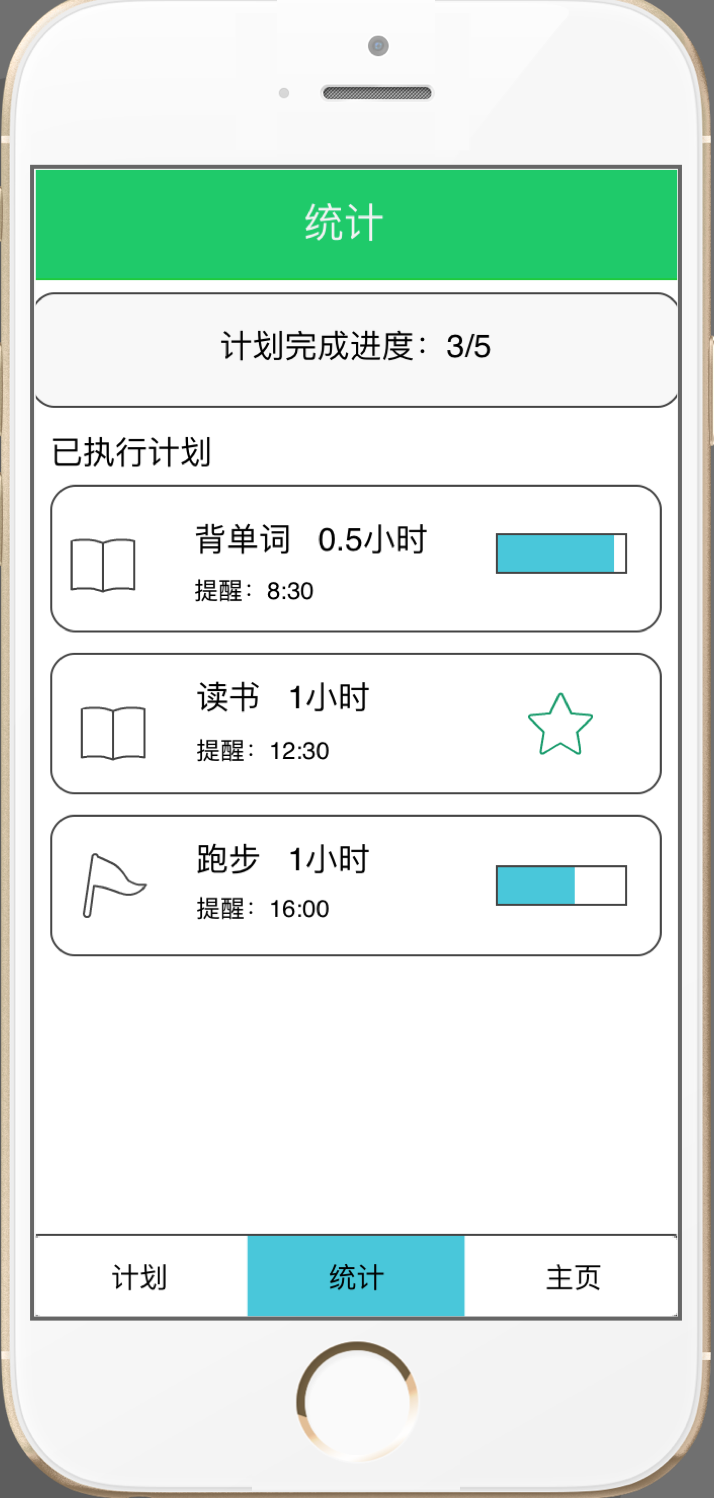 统计
计划完成进度：3/5
已执行计划
背单词 0.5小时
提醒：8:30
读书 1小时
提醒：12:30
跑步 1小时
提醒：16:00
计划 统计 主页